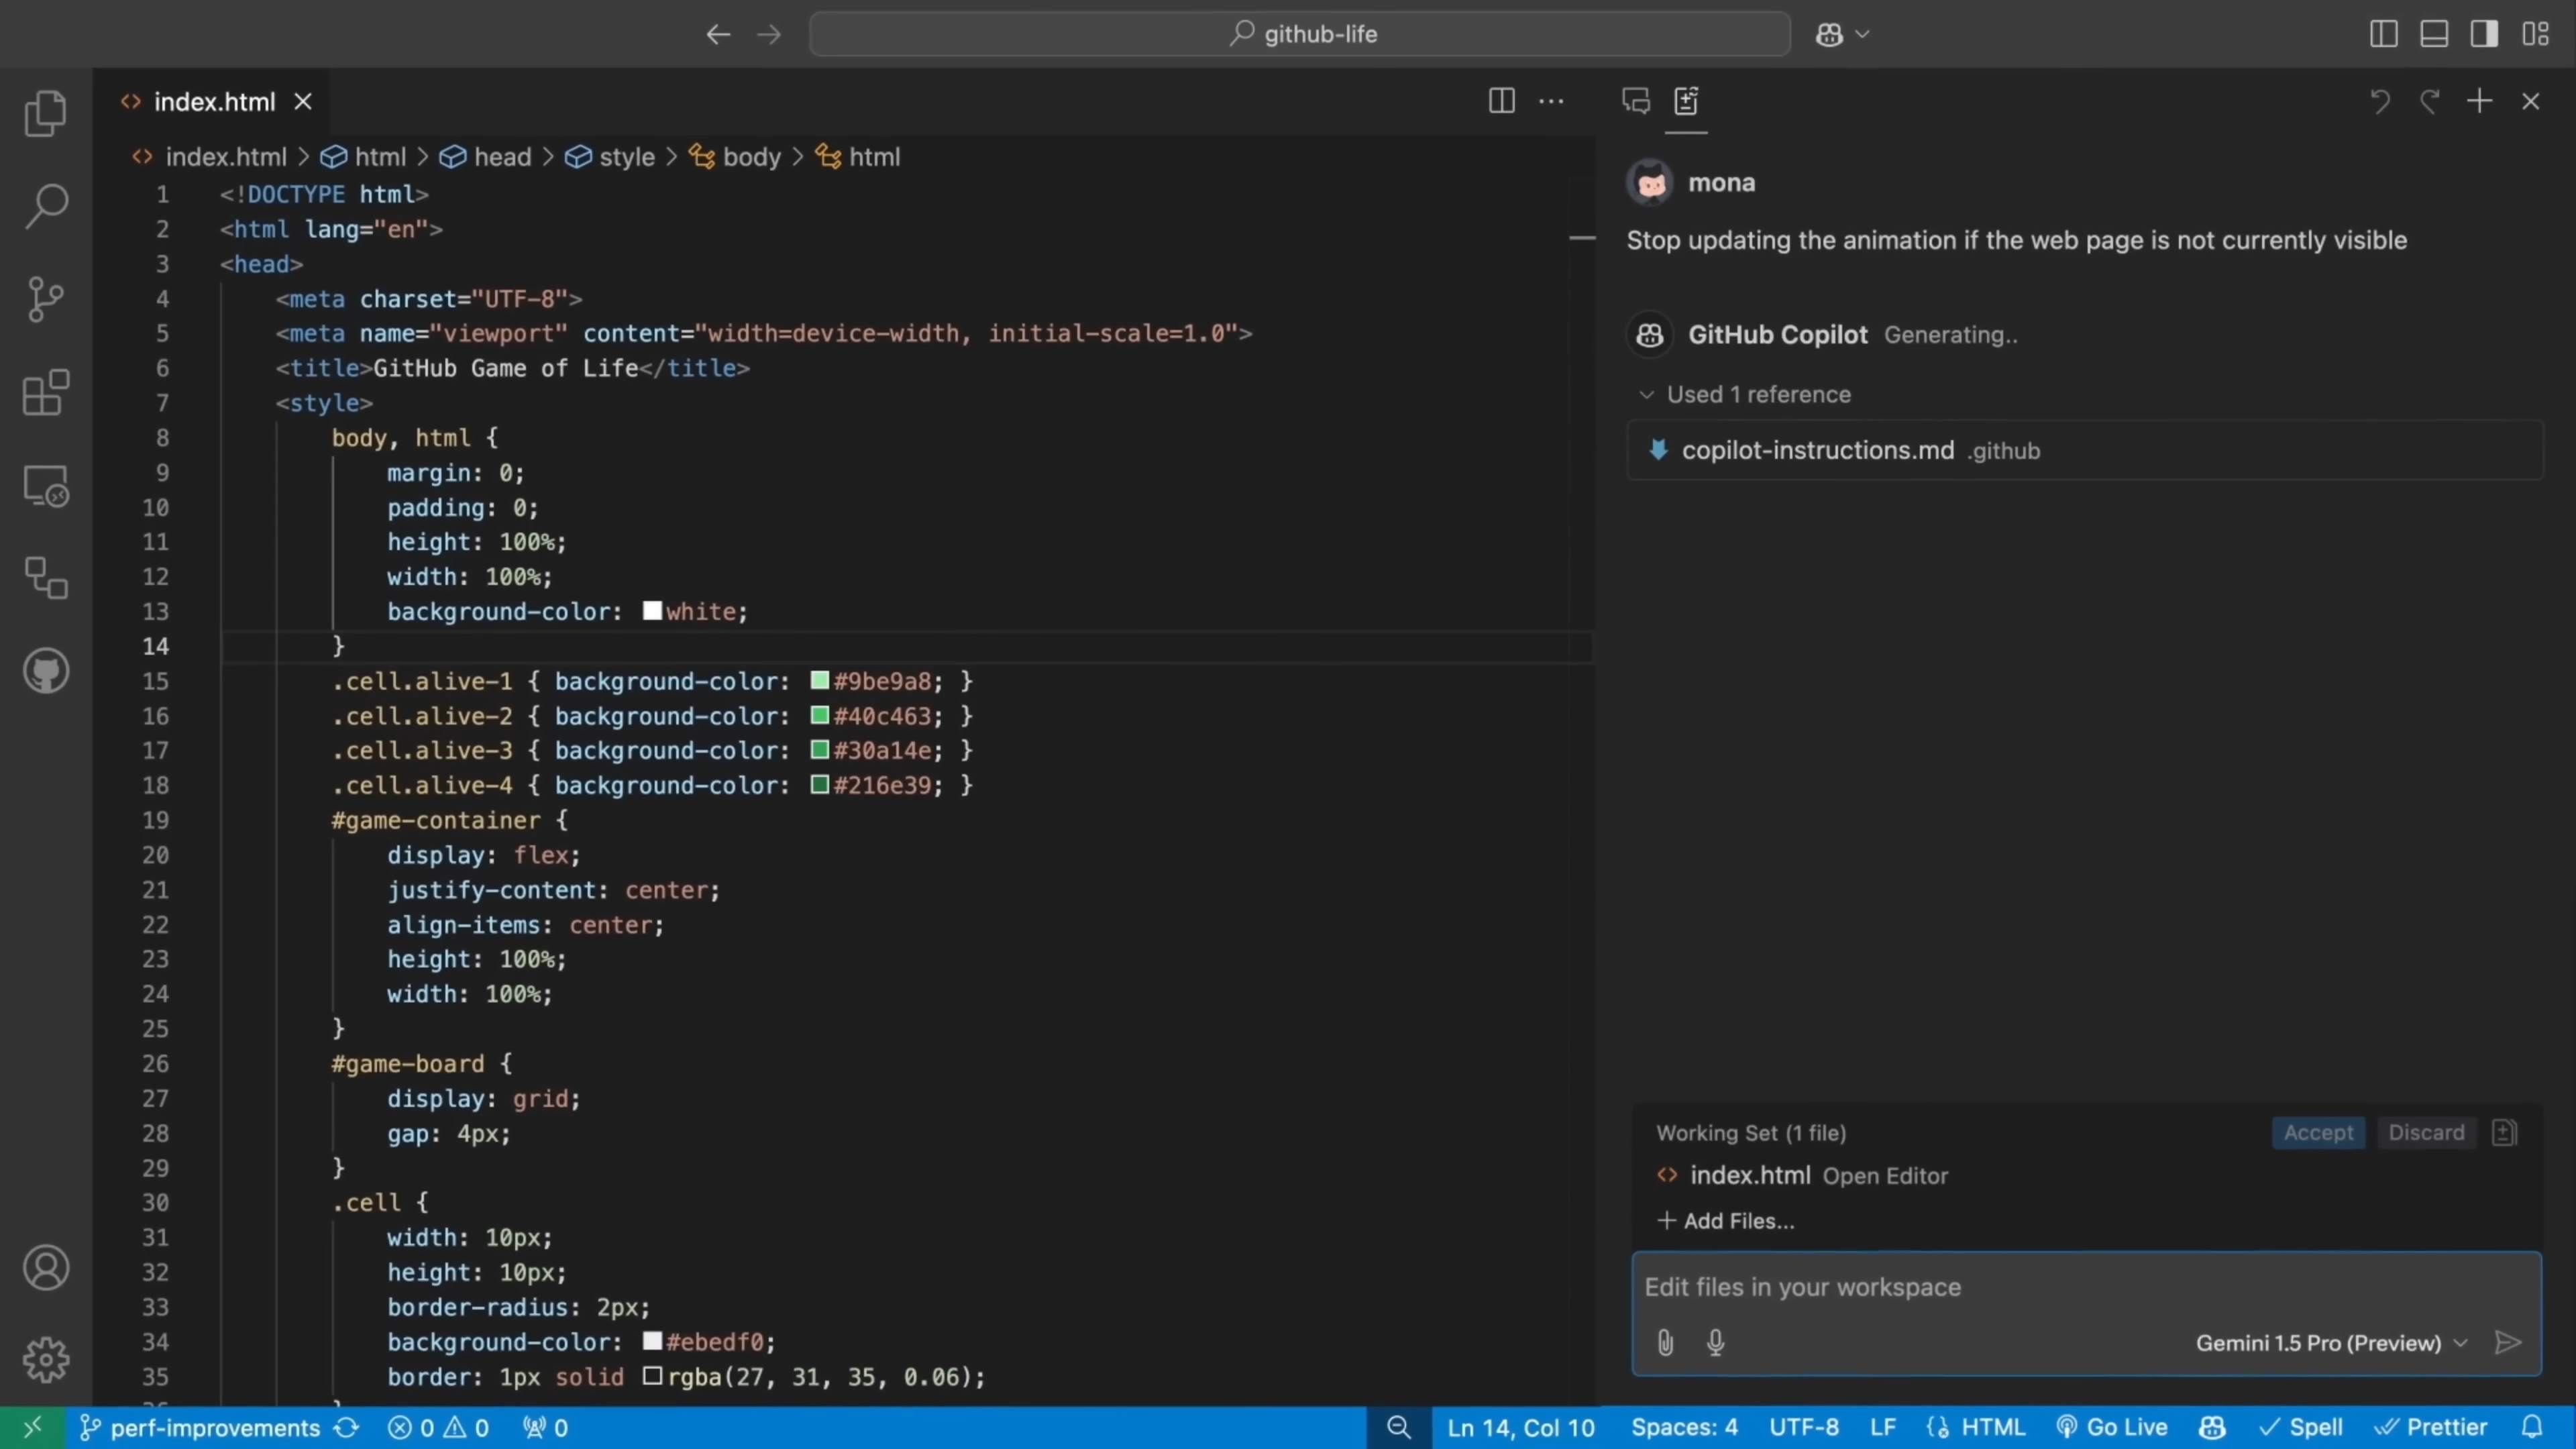 github-life
index.html
index.html > html > head > style > body > html
1 <!DOCTYPE html>
2 <html lang="en">
3 <head>
4 <meta charset="UTF-8">
5 <meta name="viewport" content="width=device-width, initial-scale=1.0">
6 <title>GitHub Game of Life</title>
7 <style>
8 body, html {
9 margin: 0;
10 padding: 0;
11 height: 100%;
12 width: 100%;
13 background-color: white;
14 }
15 .cell.alive-1 { background-color: #9be9a8; }
16 .cell.alive-2 { background-color: #40c463; }
17 .cell.alive-3 { background-color: #30a14e; }
18 .cell.alive-4 { background-color: #216e39; }
19 #game-container {
20 display: flex;
21 justify-content: center;
22 align-items: center;
23 height: 100%;
24 width: 100%;
25 }
26 #game-board {
27 display: grid;
28 gap: 4px;
29 }
30 .cell {
31 width: 10px;
32 height: 10px;
33 border-radius: 2px;
34 background-color: #ebedf0;
35 border: 1px solid rgba(27, 31, 35, 0.06);
mona
Stop updating the animation if the web page is not currently visible
GitHub Copilot Generating..
Used 1 reference
copilot-instructions.md .github
Working Set (1 file) Accept Discard
index.html Open Editor
+ Add Files...
Edit files in your workspace
Gemini 1.5 Pro (Preview)
perf-improvements 0 0 0 Ln 14, Col 10 Spaces: 4 UTF-8 LF HTML Go Live Spell Prettier